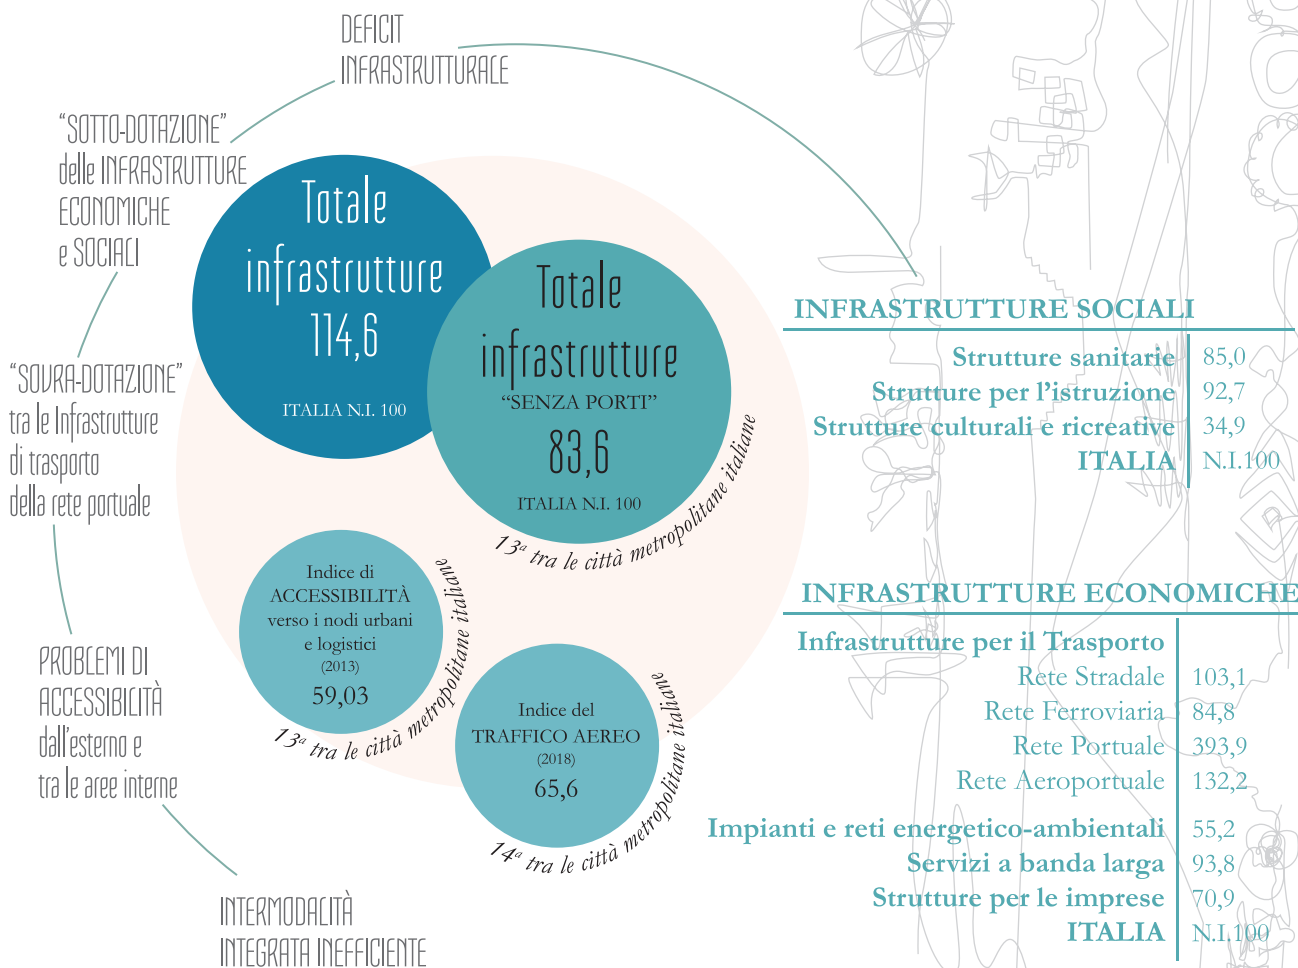 DEFICIT
INFRASTRUTTURALE
“SOTTO-DOTAZIONE”
delle INFRASTRUTTURE
ECONOMICHE
e SOCIALI
“SOVRA-DOTAZIONE”
tra le Infrastrutture
di trasporto
della rete portuale
PROBLEMI DI
ACCESSIBILITÀ
dall'esterno e
tra le aree interne
INTERMODALITÀ
INTEGRATA INEFFICIENTE
Totale
infrastrutture
114,6
ITALIA N.I. 100
Totale
infrastrutture
“SENZA PORTI”
83,6
ITALIA N.I. 100
13ª tra le città metropolitane italiane
Indice di
ACCESSIBILITÀ
verso i nodi urbani
e logistici
(2013)
59,03
13ª tra le città metropolitane italiane
Indice del
TRAFFICO AEREO
(2018)
65,6
14ª tra le città metropolitane italiane
INFRASTRUTTURE SOCIALI
Strutture sanitarie 85,0
Strutture per l'istruzione 92,7
Strutture culturali e ricreative 34,9
ITALIA N.I.100
INFRASTRUTTURE ECONOMICHE
Infrastrutture per il Trasporto
Rete Stradale 103,1
Rete Ferroviaria 84,8
Rete Portuale 393,9
Rete Aeroportuale 132,2
Impianti e reti energetico-ambientali 55,2
Servizi a banda larga 93,8
Strutture per le imprese 70,9
ITALIA N.I.100